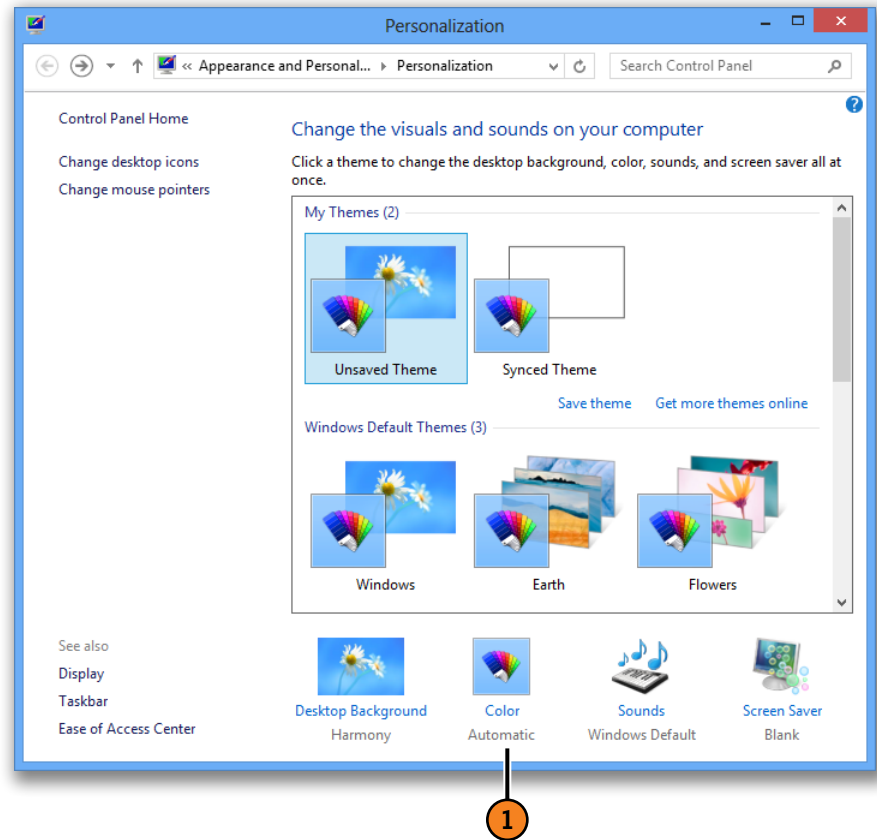 Personalization
« Appearance and Personal... ▸ Personalization
Search Control Panel
Control Panel Home
Change desktop icons
Change mouse pointers
Change the visuals and sounds on your computer
Click a theme to change the desktop background, color, sounds, and screen saver all at
once.
My Themes (2)
Unsaved Theme
Synced Theme
Save theme
Get more themes online
Windows Default Themes (3)
Windows
Earth
Flowers
See also
Display
Taskbar
Ease of Access Center
Desktop Background
Harmony
Color
Automatic
Sounds
Windows Default
Screen Saver
Blank
1